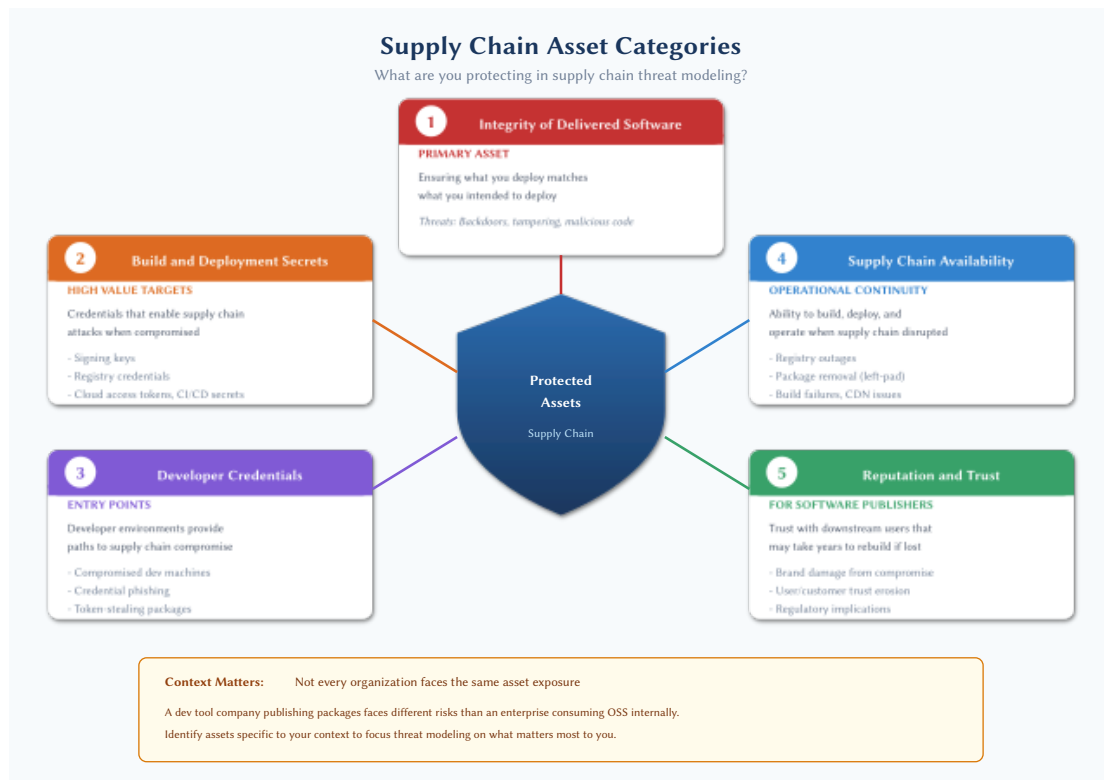 Supply Chain Asset Categories
What are you protecting in supply chain threat modeling?
1
Integrity of Delivered Software
PRIMARY ASSET
Ensuring what you deploy matches
what you intended to deploy
Threats: Backdoors, tampering, malicious code
2
Build and Deployment Secrets
HIGH VALUE TARGETS
Credentials that enable supply chain
attacks when compromised
- Signing keys
- Registry credentials
- Cloud access tokens, CI/CD secrets
4
Supply Chain Availability
OPERATIONAL CONTINUITY
Ability to build, deploy, and
operate when supply chain disrupted
- Registry outages
- Package removal (left-pad)
- Build failures, CDN issues
Protected
Assets
Supply Chain
3
Developer Credentials
ENTRY POINTS
Developer environments provide
paths to supply chain compromise
- Compromised dev machines
- Credential phishing
- Token-stealing packages
5
Reputation and Trust
FOR SOFTWARE PUBLISHERS
Trust with downstream users that
may take years to rebuild if lost
- Brand damage from compromise
- User/customer trust erosion
- Regulatory implications
Context Matters: Not every organization faces the same asset exposure
A dev tool company publishing packages faces different risks than an enterprise consuming OSS internally.
Identify assets specific to your context to focus threat modeling on what matters most to you.